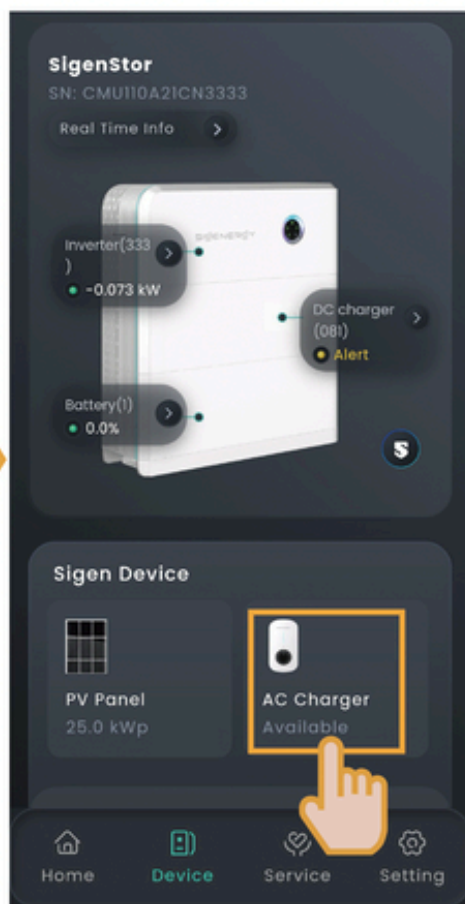 SigenStor
SN: CMU110A21CN3333
Real Time Info
SIGENERGY
Inverter(333
)
-0.073 kW
DC charger
(081)
Alert
Battery(1)
0.0%
Sigen Device
PV Panel
25.0 kWp
AC Charger
Available
Home
Device
Service
Setting